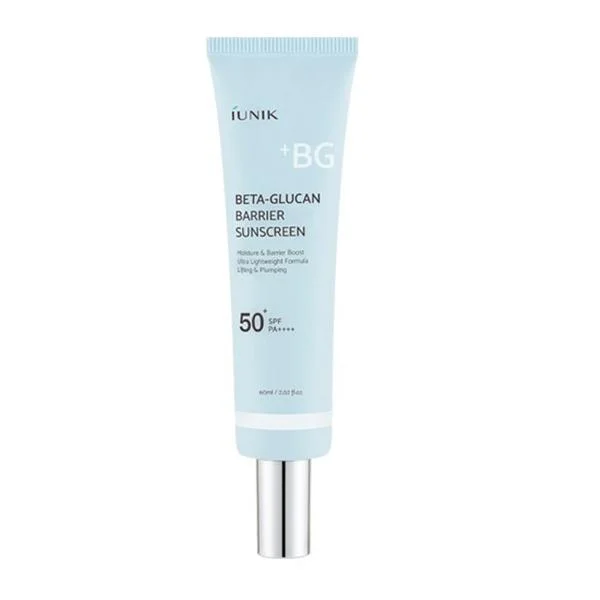 iUNIK
+BG
BETA-GLUCAN
BARRIER
SUNSCREEN
Moisture & Barrier Boost
Ultra Lightweight Formula
Lifting & Plumping
50+ SPF
PA++++
60ml / 2.02 fl.oz.